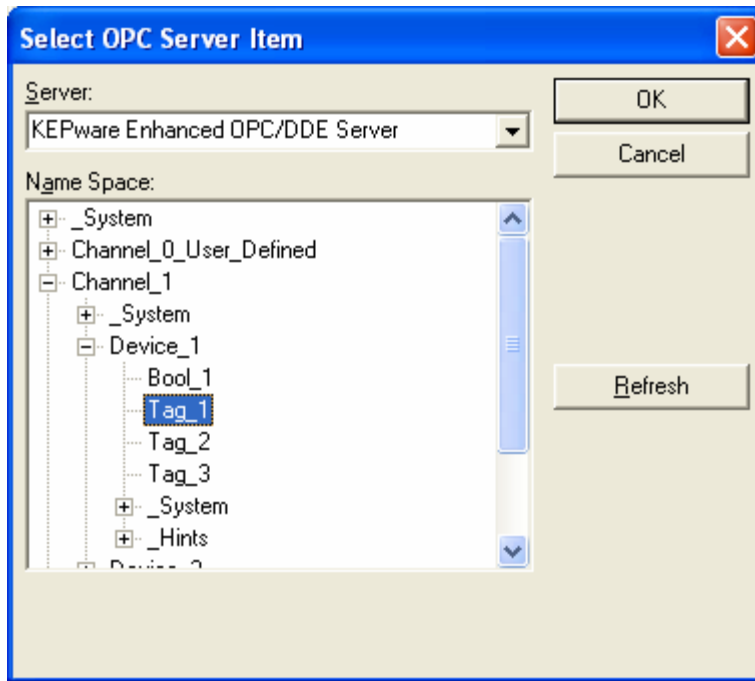 Select OPC Server Item
Server:
KEPware Enhanced OPC/DDE Server
OK
Cancel
Name Space:
_System
Channel_0_User_Defined
Channel_1
_System
Device_1
Bool_1
Tag_1
Tag_2
Tag_3
_System
_Hints
Refresh